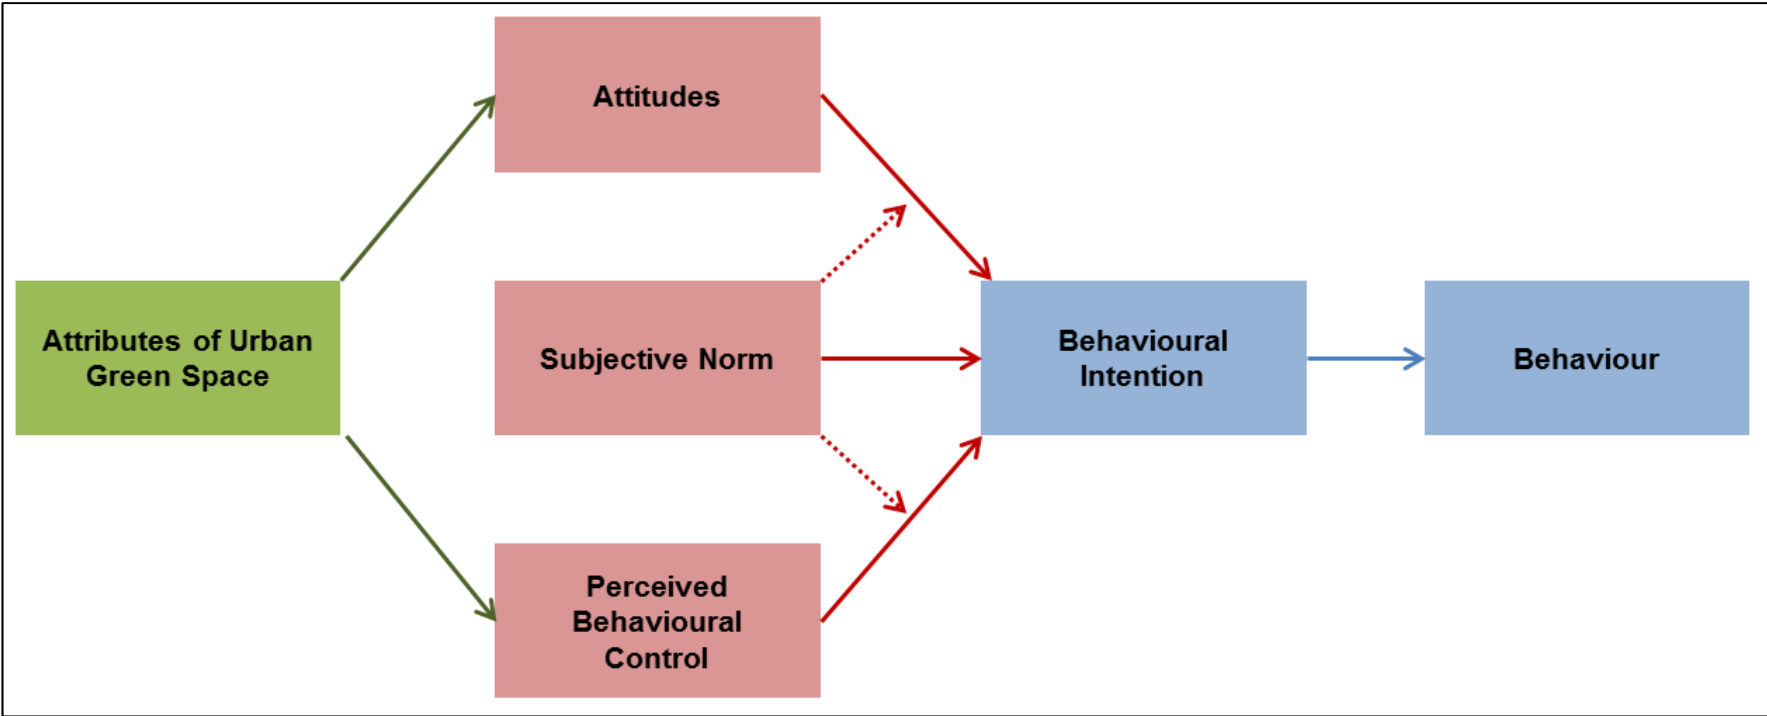 Attitudes
Attributes of Urban
Green Space
Subjective Norm
Behavioural
Intention
Behaviour
Perceived
Behavioural
Control